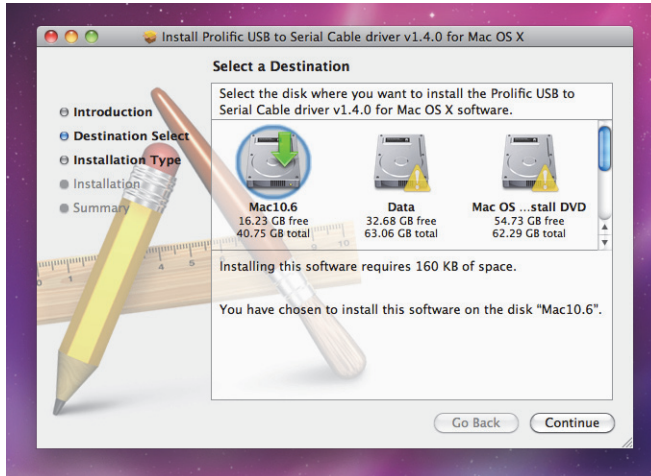 Install Prolific USB to Serial Cable driver v1.4.0 for Mac OS X
Select a Destination
Introduction
Destination Select
Installation Type
Installation
Summary
Select the disk where you want to install the Prolific USB to
Serial Cable driver v1.4.0 for Mac OS X software.
Mac10.6
16.23 GB free
40.75 GB total
Data
32.68 GB free
63.06 GB total
Mac OS ...stall DVD
54.73 GB free
62.29 GB total
Installing this software requires 160 KB of space.
You have chosen to install this software on the disk "Mac10.6".
0 1 4 5 10
Go Back
Continue